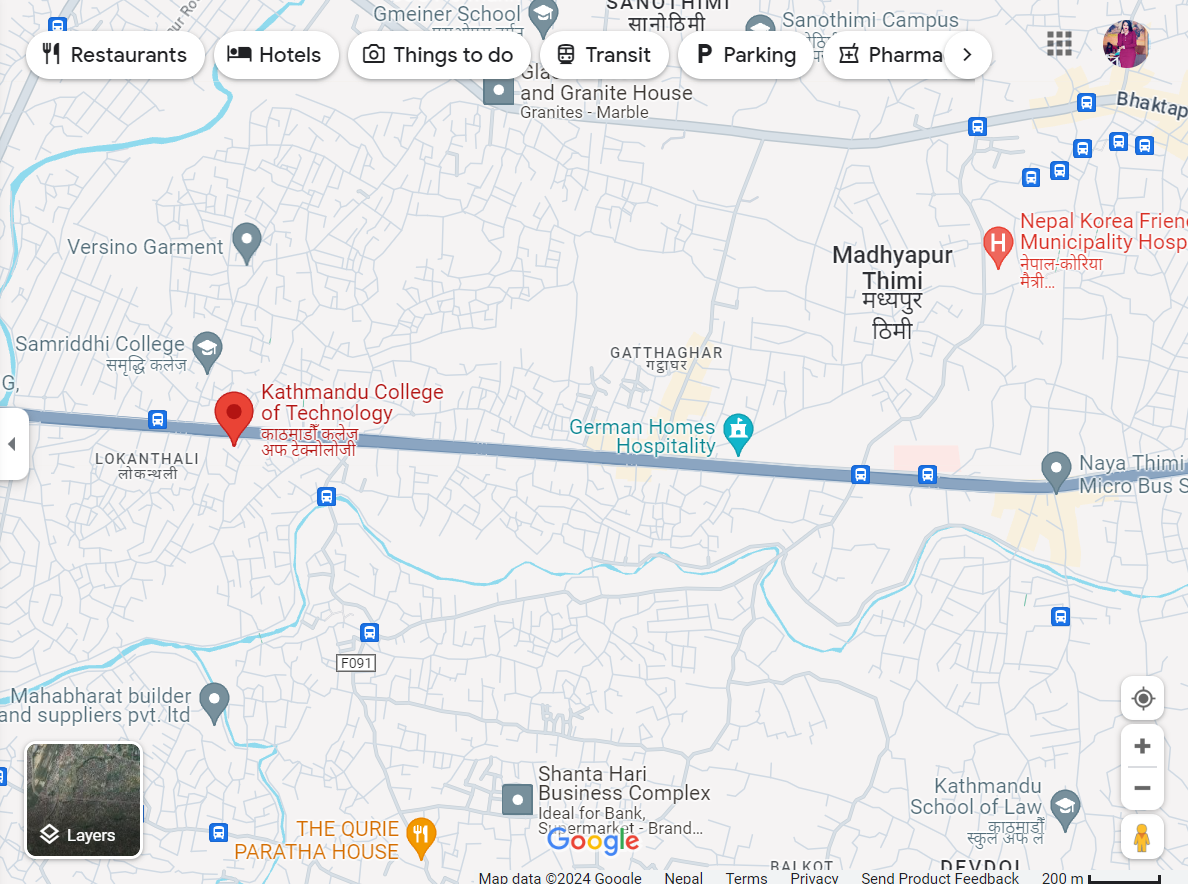 SANOTHIMI
सानोठिमी
Gmeiner School
Sanothimi Campus
Restaurants
Hotels
Things to do
Transit
Parking
Pharma
and Granite House
Granites - Marble
Bhaktap
Nepal Korea Frien
Municipality Hosp
नेपाल-कोरिया
मैत्री...
Versino Garment
Madhyapur
Thimi
मध्यपुर
ठिमी
Samriddhi College
समृद्धि कलेज
GATTHAGHAR
गट्ठाघर
G,
Kathmandu College
of Technology
काठमाडौँ कलेज
अफ टेक्नोलोजी
German Homes
Hospitality
LOKANTHALI
लोकन्थली
Naya Thimi
Micro Bus S
F091
Mahabharat builder
and suppliers pvt. ltd
Shanta Hari
Business Complex
Ideal for Bank,
Supermarket - Brand...
Kathmandu
School of Law
काठमाडौँ
स्कुल अफ ल
Layers
THE QURIE
PARATHA HOUSE
Google
BALKOT
DEVDOL
Map data ©2024 Google
Nepal
Terms
Privacy
Send Product Feedback
200 m